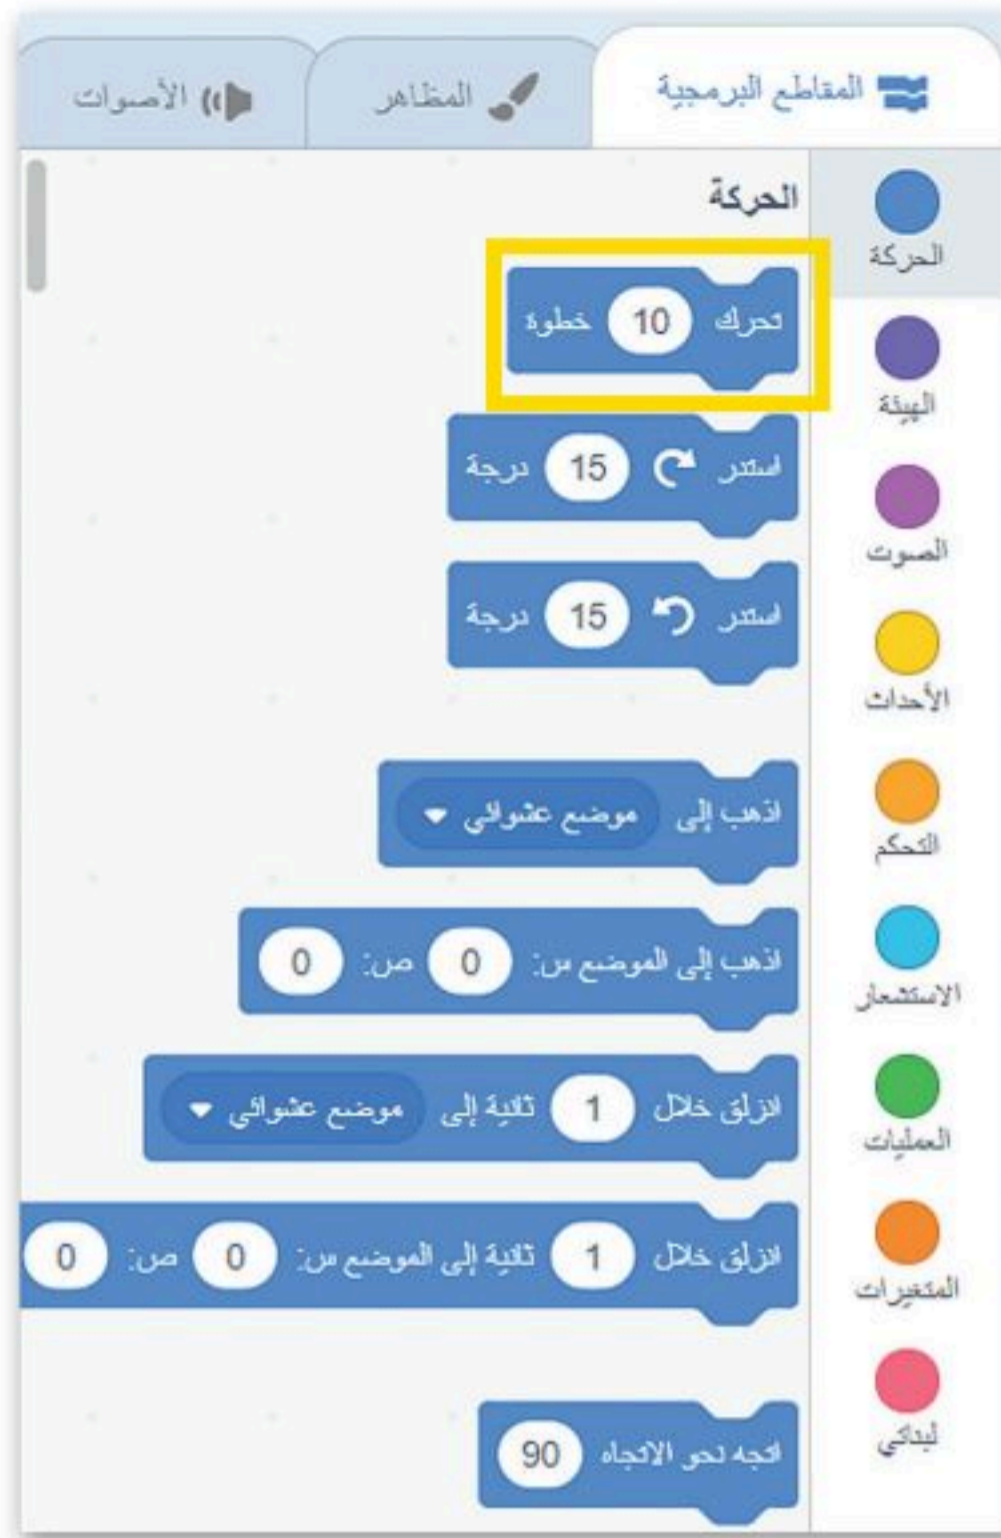 المقاطع البرمجية
المظاهر
الأصوات
الحركة
الهيئة
الصوت
الأحداث
التحكم
الاستشعار
العمليات
المتغيرات
لبناتي
الحركة
تحرك 10 خطوة
استدر 15 درجة
استدر 15 درجة
اذهب إلى موضع عشوائي
اذهب إلى الموضع س: 0 ص: 0
انزلق خلال 1 ثانية إلى موضع عشوائي
انزلق خلال 1 ثانية إلى الموضع س: 0 ص: 0
اتجه نحو الاتجاه 90